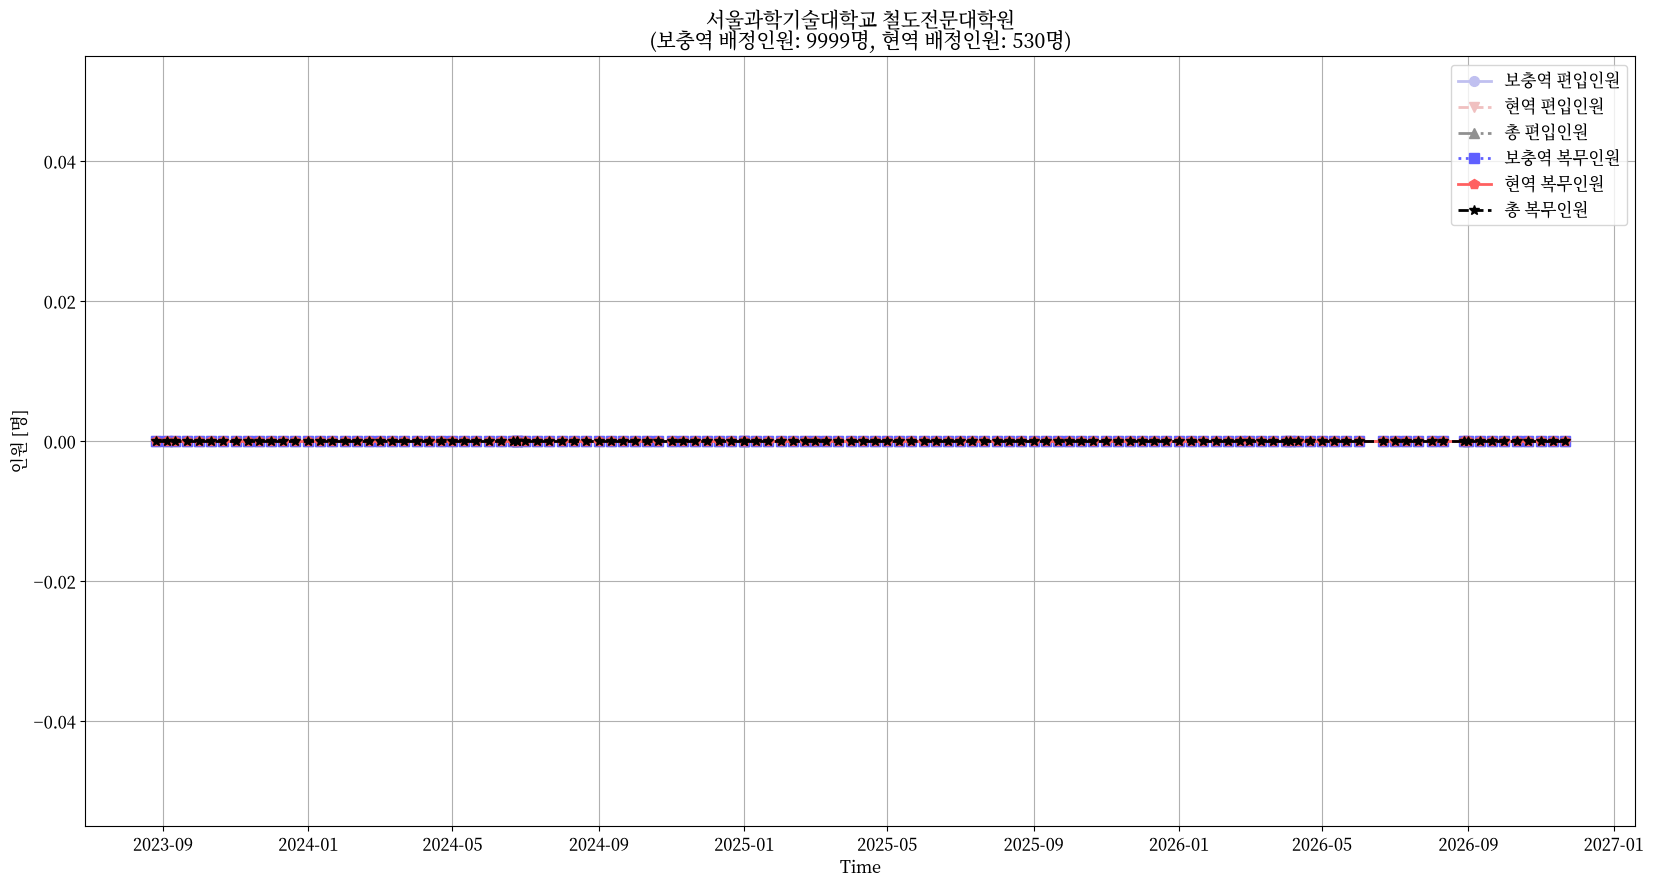 서울과학기술대학교 철도전문대학원
(보충역 배정인원: 9999명, 현역 배정인원: 530명)
보충역 편입인원
현역 편입인원
총 편입인원
보충역 복무인원
현역 복무인원
총 복무인원
인원 [명]
0.04
0.02
0.00
−0.02
−0.04
2023-09
2024-01
2024-05
2024-09
2025-01
2025-05
2025-09
2026-01
2026-05
2026-09
2027-01
Time